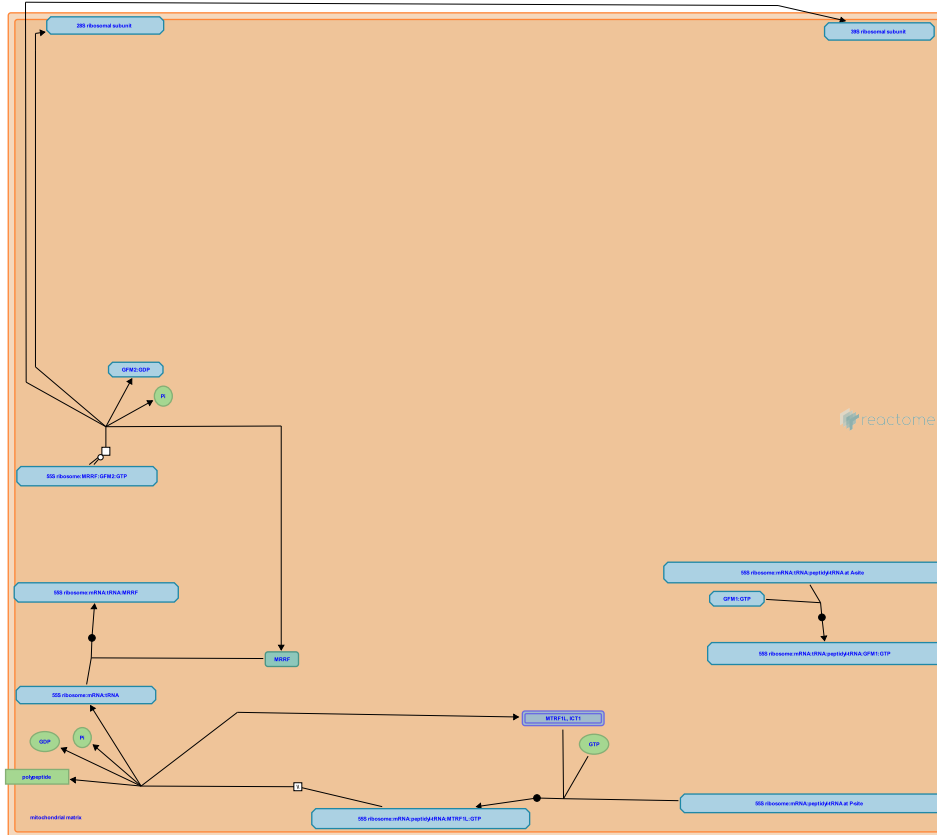 28S ribosomal subunit
39S ribosomal subunit
GFM2:GDP
Pi
reactome
55S ribosome:MRRF:GFM2:GTP
55S ribosome:mRNA:tRNA:peptidyl-tRNA at A-site
55S ribosome:mRNA:tRNA:MRRF
GFM1:GTP
55S ribosome:mRNA:tRNA:peptidyl-tRNA:GFM1:GTP
MRRF
55S ribosome:mRNA:tRNA
MTRF1L, ICT1
GDP
Pi
GTP
polypeptide
?
55S ribosome:mRNA:peptidyl-tRNA at P-site
mitochondrial matrix
55S ribosome:mRNA:peptidyl-tRNA:MTRF1L:GTP